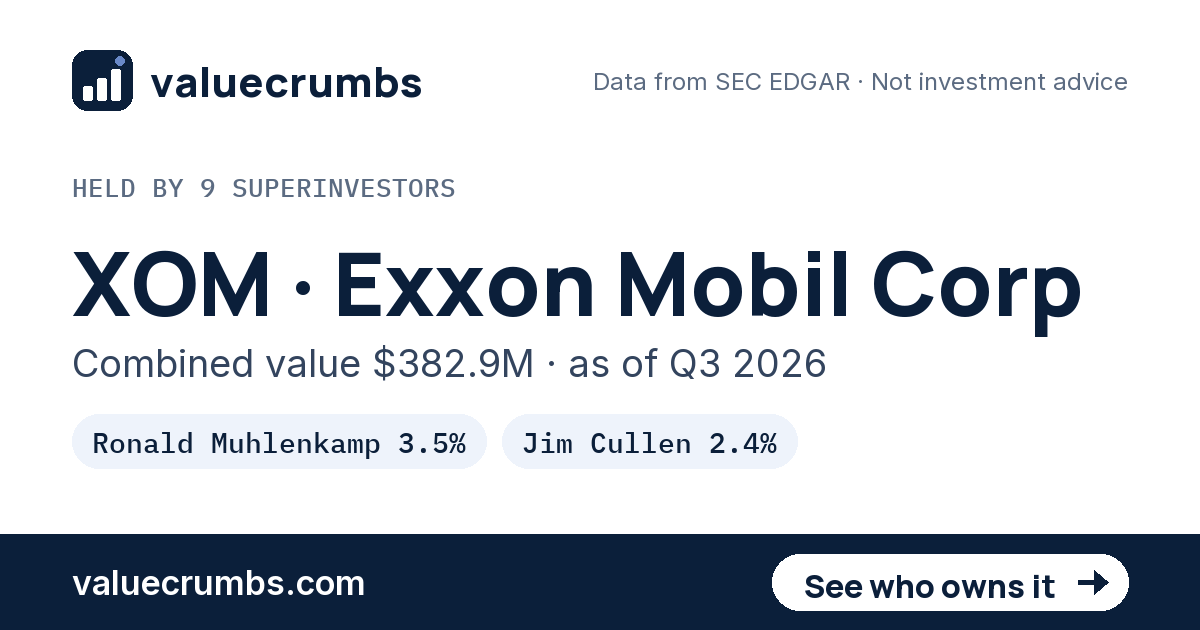 valuecrumbs
Data from SEC EDGAR · Not investment advice
HELD BY 9 SUPERINVESTORS
XOM · Exxon Mobil Corp
Combined value $382.9M · as of Q3 2026
Ronald Muhlenkamp 3.5%
Jim Cullen 2.4%
valuecrumbs.com
See who owns it →